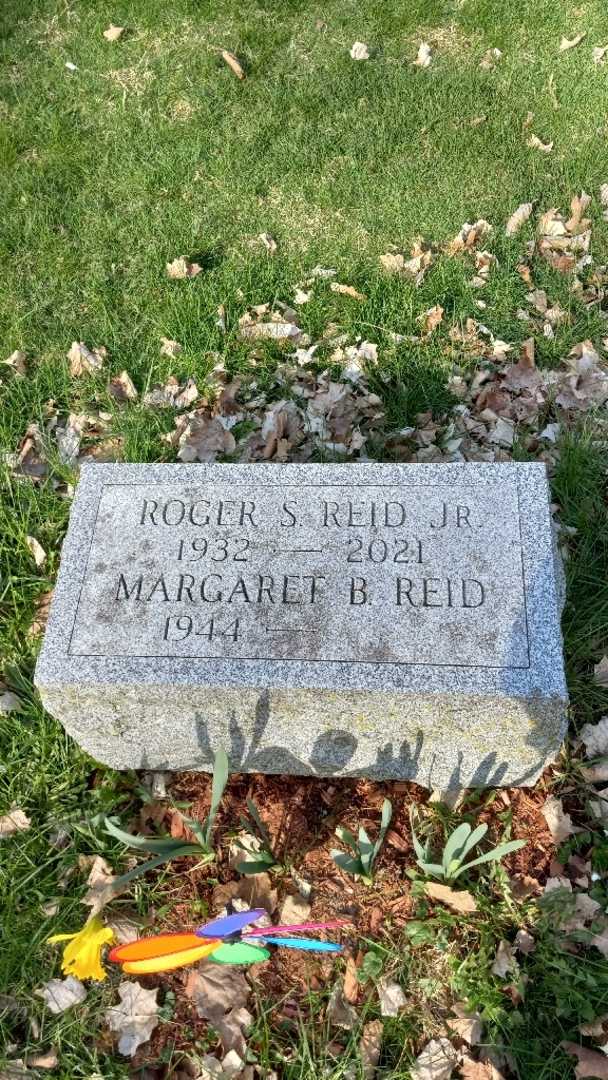 ROGER S. REID JR.
1932 — 2021
MARGARET B. REID
1944 —